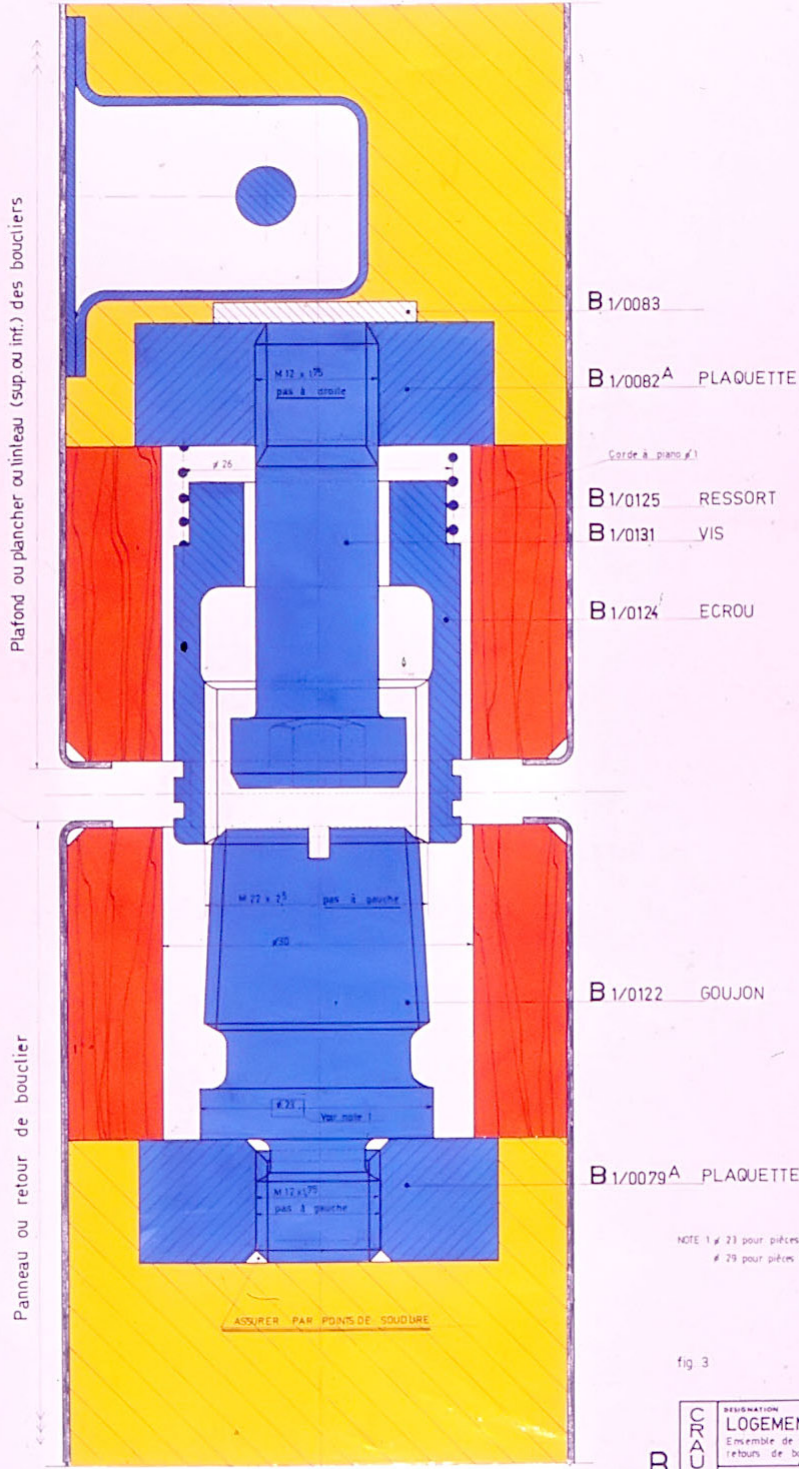 Plafond ou plancher ou linteau (sup. ou inf.) des boucliers
B 1/0083
M 12 x 1,75
pas à droite
B 1/0082 A PLAQUETTE
ø 26
Corde à piano ø 1
B 1/0125 RESSORT
B 1/0131 VIS
B 1/0124 ECROU
Panneau ou retour de bouclier
M 22 x 2,5 pas à gauche
ø30
B 1/0122 GOUJON
ø 23
Voir note 1
B 1/0079 A PLAQUETTE
M 12 x 1,75
pas à gauche
NOTE 1 ø 23 pour pièces
ø 29 pour pièces
ASSURER PAR POINTS DE SOUDURE
fig. 3
B
CRAU
DESIGNATION
LOGEMEN
Ensemble de
retours de b